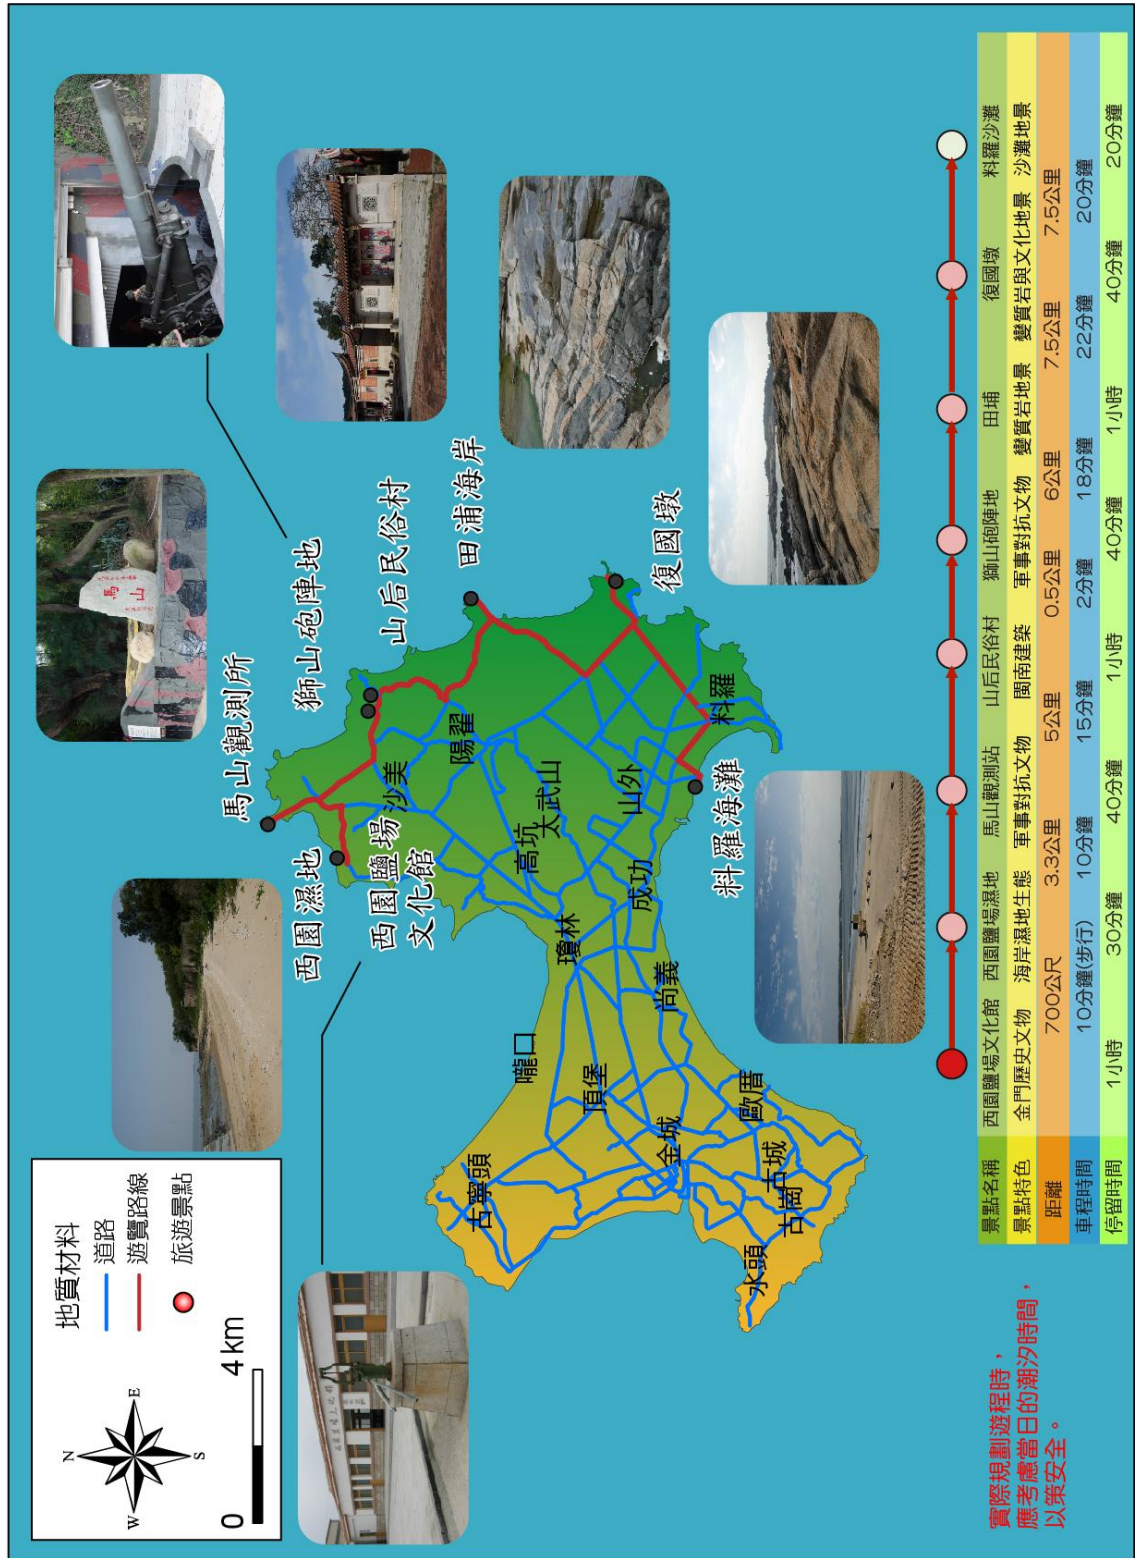 地質材料
道路
遊覽路線
旅遊景點
N
W
E
S
0
4 km
馬山
馬山觀測所
獅山砲陣地
山后民俗村
田浦海岸
復國墩
料羅海灘
西園濕地
西園鹽場
文化館
沙美
陽翟
太武山
高坑
山外
料羅
成功
瓊林
尚義
嚨口
頂堡
金城
歐厝
古城
古崗
水頭
古寧頭
實際規劃遊程時，
應考慮當日的潮汐時間，
以策安全。
景點名稱 西園鹽場文化館 西園鹽場濕地 馬山觀測站 山后民俗村 獅山砲陣地 田埔 復國墩 料羅沙灘
景點特色 金門歷史文物 海岸濕地生態 軍事對抗文物 閩南建築 軍事對抗文物 變質岩地景 變質岩與文化地景 沙灘地景
距離 700公尺 3.3公里 5公里 0.5公里 6公里 7.5公里 7.5公里
車程時間 10分鐘(步行) 10分鐘 15分鐘 2分鐘 18分鐘 22分鐘 20分鐘
停留時間 1小時 30分鐘 40分鐘 1小時 40分鐘 1小時 40分鐘 20分鐘